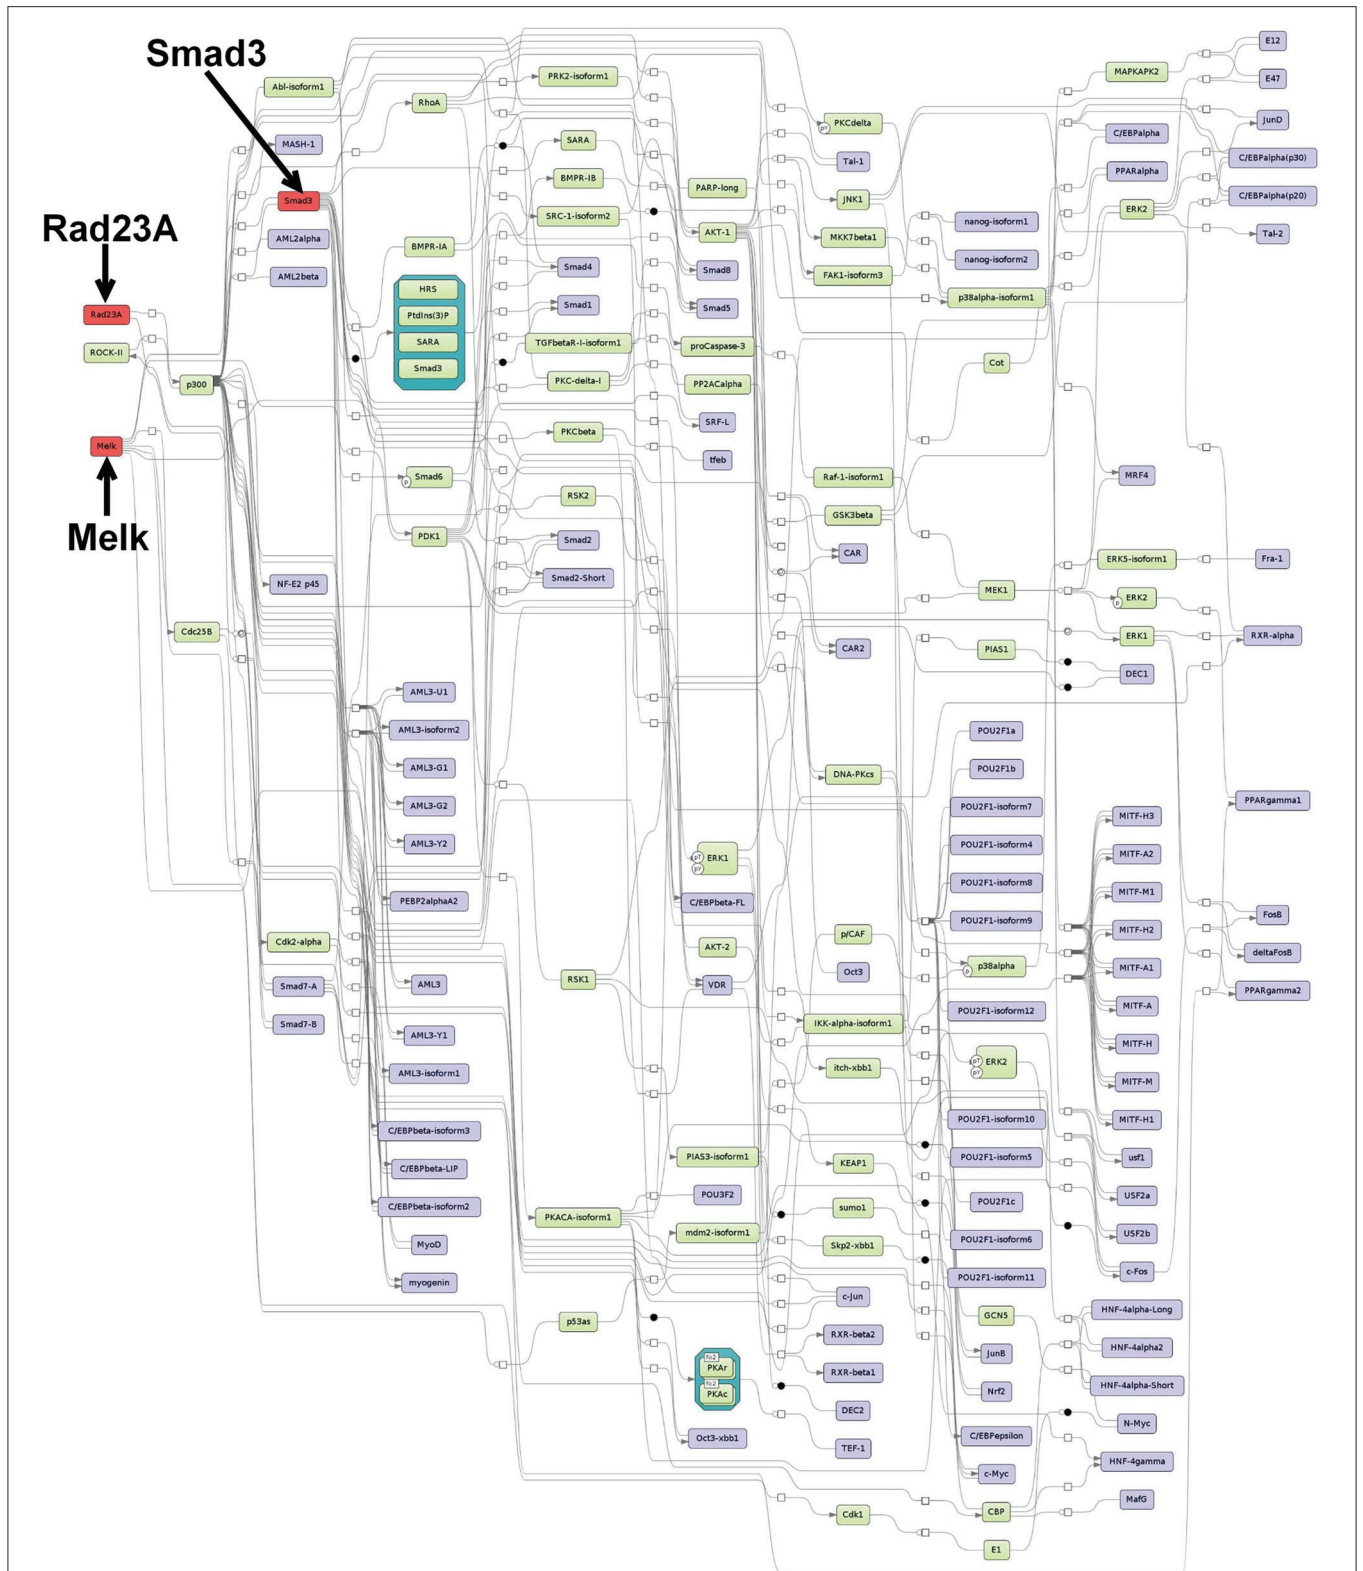 Smad3
Rad23A
Melk
Rad23A
ROCK-II
Melk
p300
Cdc25B
Abl-isoform1
MASH-1
Smad3
AML2alpha
AML2beta
NF-E2 p45
Cdk2-alpha
Smad7-A
Smad7-B
RhoA
BMPR-IA
HRS
PtdIns(3)P
SARA
Smad3
Smad6
p
PDK1
AML3-U1
AML3-isoform2
AML3-G1
AML3-G2
AML3-Y2
PEBP2alphaA2
AML3
AML3-Y1
AML3-isoform1
C/EBPbeta-isoform3
C/EBPbeta-LIP
C/EBPbeta-isoform2
MyoD
myogenin
PRK2-isoform1
SARA
BMPR-IB
SRC-1-isoform2
Smad4
Smad1
TGFbetaR-I-isoform1
PKC-delta-I
PKCbeta
RSK2
Smad2
Smad2-Short
RSK1
PKACA-isoform1
p53as
PARP-long
AKT-1
Smad8
Smad5
proCaspase-3
PP2ACalpha
SRF-L
tfeb
ERK1
pT
pY
C/EBPbeta-FL
AKT-2
VDR
PIAS3-isoform1
POU3F2
mdm2-isoform1
N:2
PKAr
N:2
PKAc
Oct3-xbb1
PKCdelta
pY
Tal-1
JNK1
MKK7beta1
FAK1-isoform3
Raf-1-isoform1
GSK3beta
CAR
CAR2
DNA-PKcs
p/CAF
Oct3
IKK-alpha-isoform1
itch-xbb1
KEAP1
sumo1
Skp2-xbb1
c-Jun
RXR-beta2
RXR-beta1
DEC2
TEF-1
Cdk1
nanog-isoform1
nanog-isoform2
p38alpha-isoform1
Cot
MEK1
PIAS1
POU2F1a
POU2F1b
POU2F1-isoform7
POU2F1-isoform4
POU2F1-isoform8
POU2F1-isoform9
p38alpha
p
POU2F1-isoform12
ERK2
pT
pY
POU2F1-isoform10
POU2F1-isoform5
POU2F1c
POU2F1-isoform6
POU2F1-isoform11
GCN5
JunB
Nrf2
C/EBPepsilon
c-Myc
CBP
E1
MAPKAPK2
C/EBPalpha
PPARalpha
ERK2
MRF4
ERK5-isoform1
ERK2
p
ERK1
DEC1
MITF-H3
MITF-A2
MITF-M1
MITF-H2
MITF-A1
MITF-A
MITF-H
MITF-M
MITF-H1
usf1
USF2a
USF2b
c-Fos
HNF-4alpha-Long
HNF-4alpha2
HNF-4alpha-Short
N-Myc
HNF-4gamma
MafG
E12
E47
JunD
C/EBPalpha(p30)
C/EBPalpha(p20)
Tal-2
Fra-1
RXR-alpha
PPARgamma1
FosB
deltaFosB
PPARgamma2